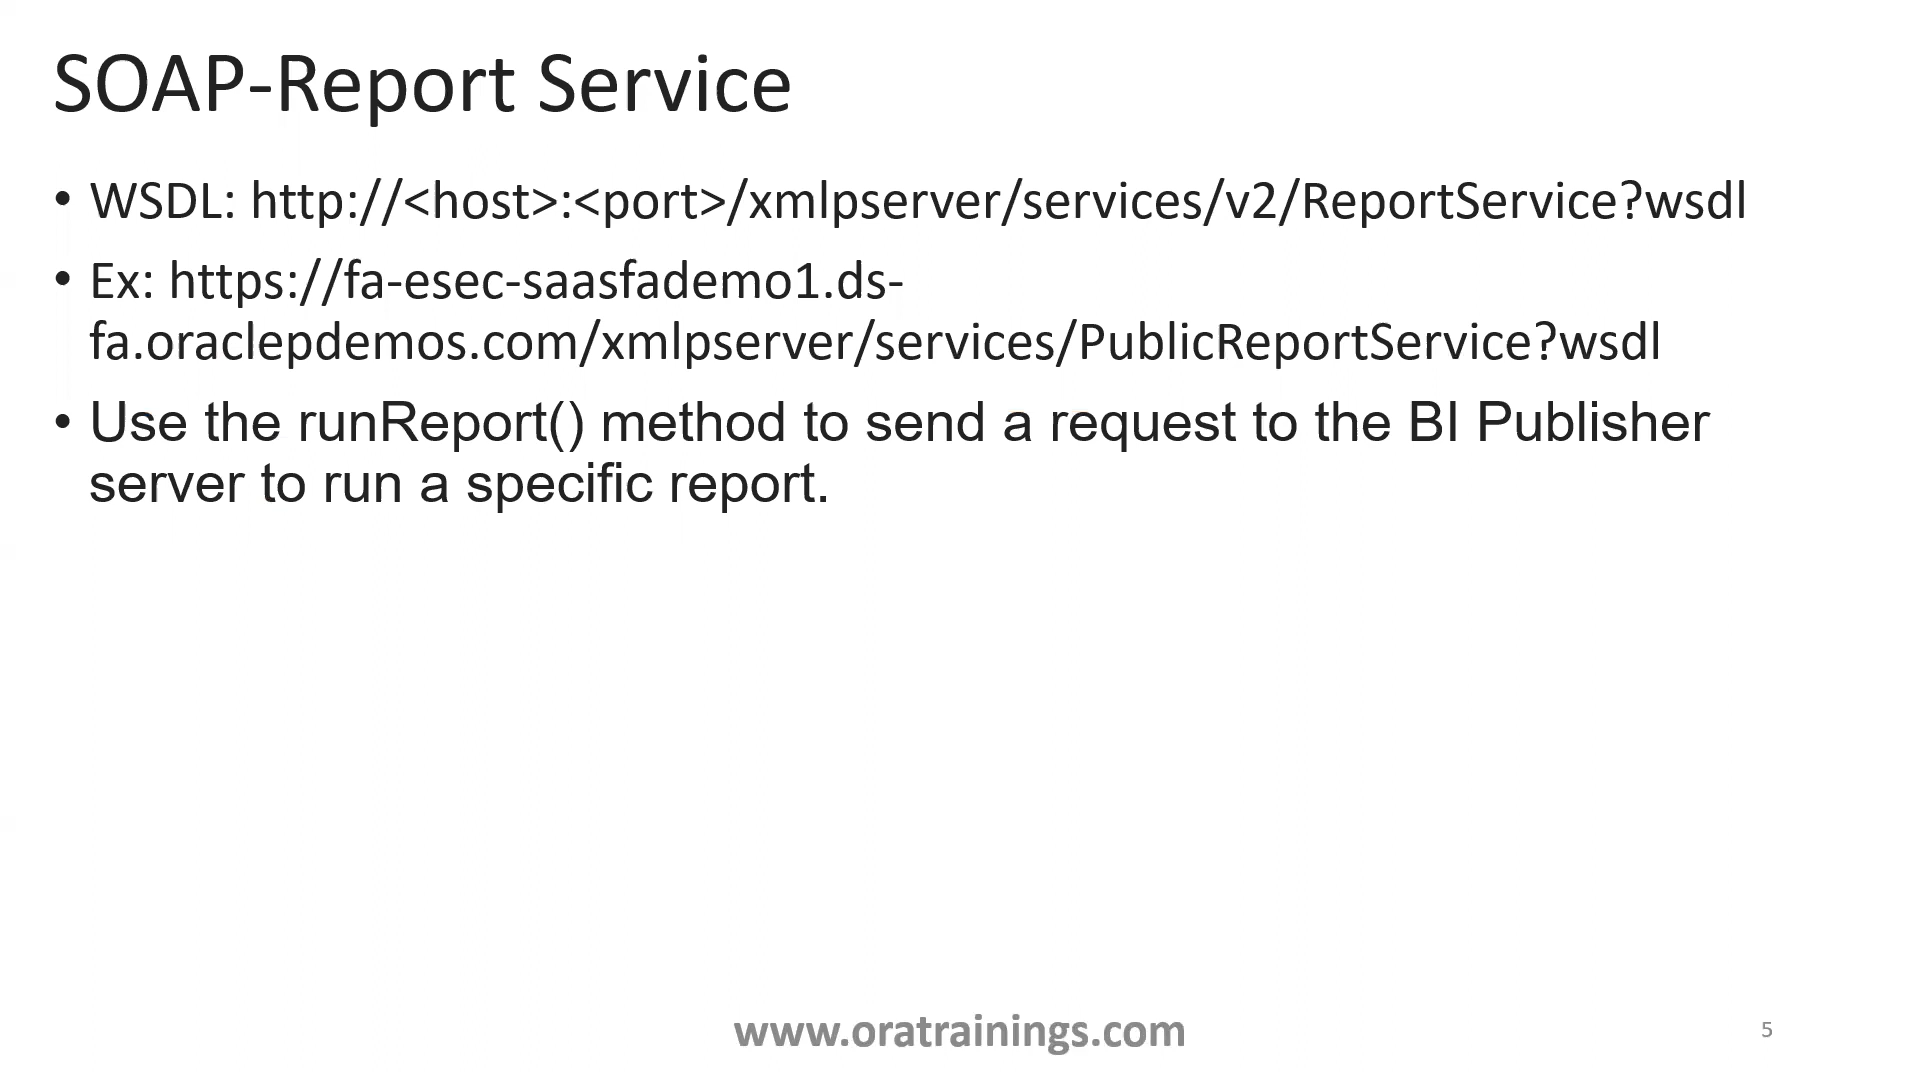 SOAP-Report Service
• WSDL: http://<host>:<port>/xmlpserver/services/v2/ReportService?wsdl
• Ex: https://fa-esec-saasfademo1.ds-
fa.oraclepdemos.com/xmlpserver/services/PublicReportService?wsdl
• Use the runReport() method to send a request to the BI Publisher
server to run a specific report.
www.oratrainings.com
5